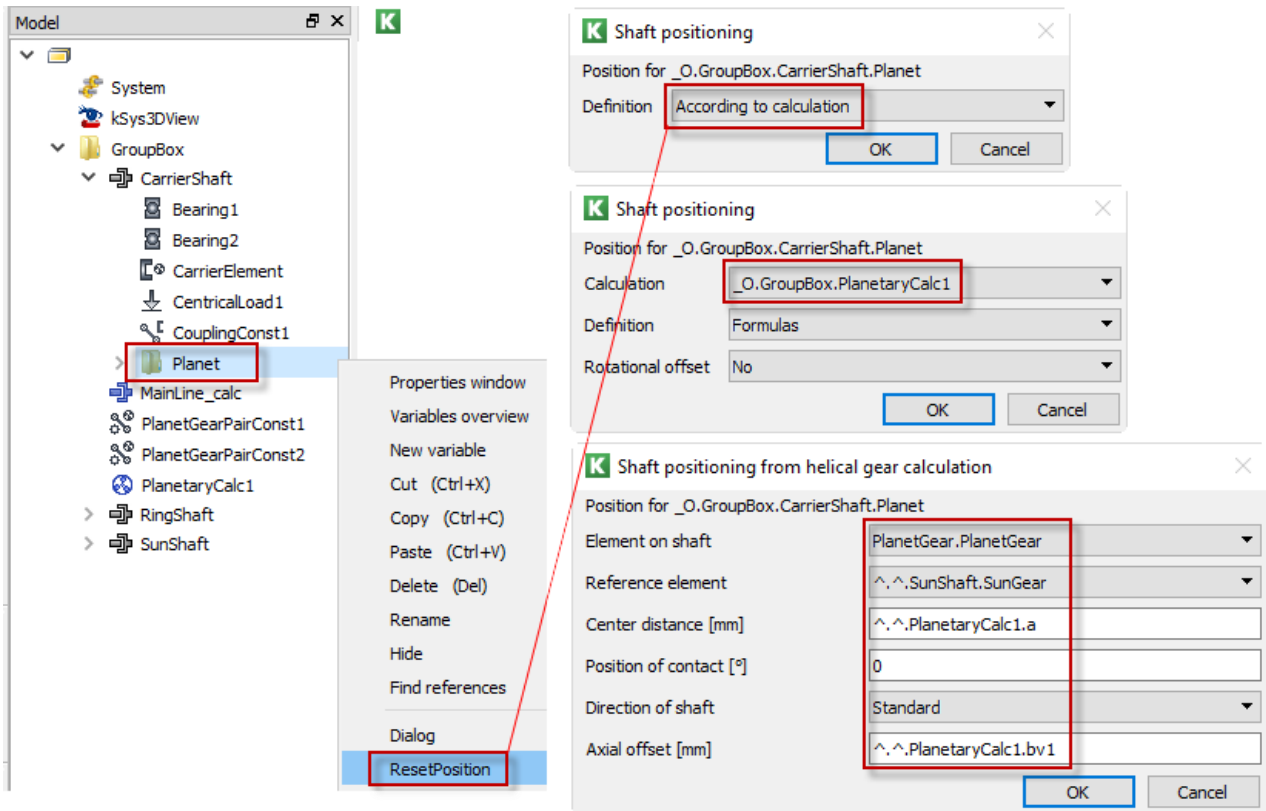 Model
System
kSys3DView
GroupBox
CarrierShaft
Bearing1
Bearing2
CarrierElement
CentricalLoad1
CouplingConst1
Planet
MainLine_calc
PlanetGearPairConst1
PlanetGearPairConst2
PlanetaryCalc1
RingShaft
SunShaft
Properties window
Variables overview
New variable
Cut (Ctrl+X)
Copy (Ctrl+C)
Paste (Ctrl+V)
Delete (Del)
Rename
Hide
Find references
Dialog
ResetPosition
K
K Shaft positioning
Position for _O.GroupBox.CarrierShaft.Planet
Definition According to calculation
OK Cancel
K Shaft positioning
Position for _O.GroupBox.CarrierShaft.Planet
Calculation _O.GroupBox.PlanetaryCalc1
Definition Formulas
Rotational offset No
OK Cancel
K Shaft positioning from helical gear calculation
Position for _O.GroupBox.CarrierShaft.Planet
Element on shaft PlanetGear.PlanetGear
Reference element ^.^.SunShaft.SunGear
Center distance [mm] ^.^.PlanetaryCalc1.a
Position of contact [°] 0
Direction of shaft Standard
Axial offset [mm] ^.^.PlanetaryCalc1.bv1
OK Cancel